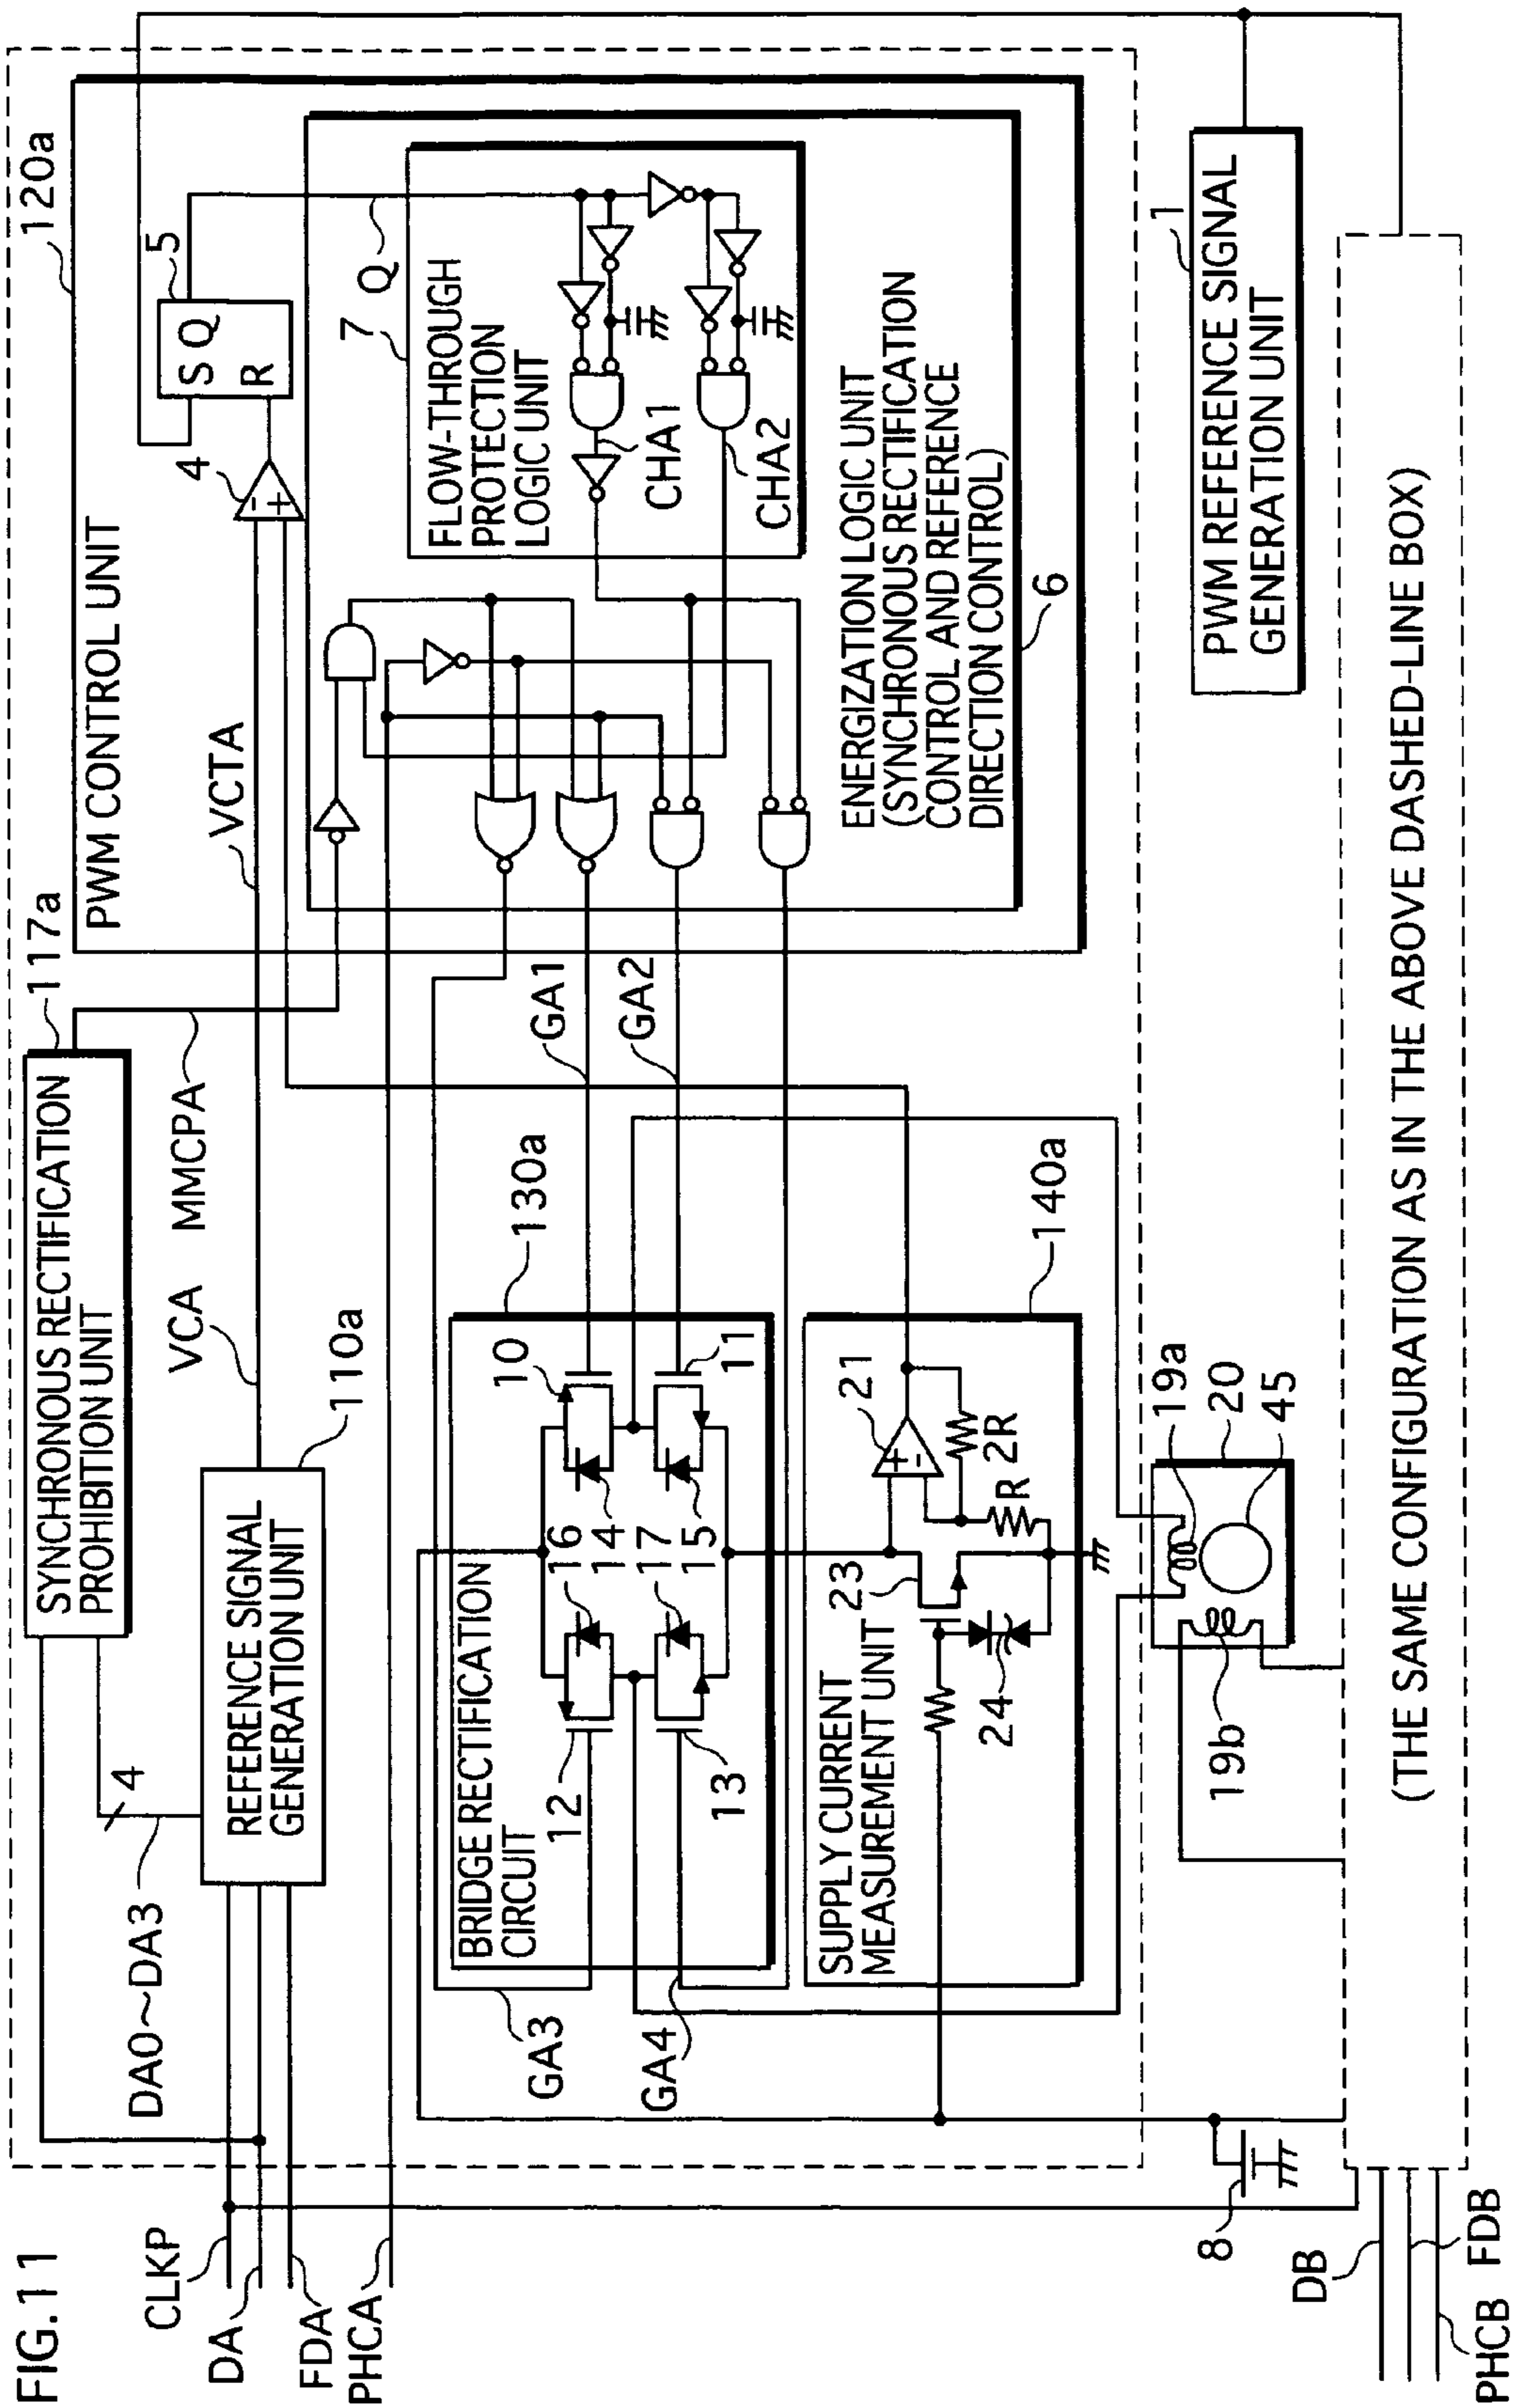 FIG.11
120a
PWM CONTROL UNIT
117a
SYNCHRONOUS RECTIFICATION
PROHIBITION UNIT
MMCPA
VCTA
VCA
110a
REFERENCE SIGNAL
GENERATION UNIT
4
DA0~DA3
CLKP
DA
FDA
PHCA
4
-
+
5
S Q
R
Q
7
FLOW-THROUGH
PROTECTION
LOGIC UNIT
CHA1
CHA2
ENERGIZATION LOGIC UNIT
(SYNCHRONOUS RECTIFICATION
CONTROL AND REFERENCE
DIRECTION CONTROL)
6
GA1
GA2
GA3
GA4
130a
BRIDGE RECTIFICATION
CIRCUIT
12
16
14
10
13
17
15
11
140a
SUPPLY CURRENT
MEASUREMENT UNIT
23
21
+
-
24
R
2R
19a
20
45
19b
8
1
PWM REFERENCE SIGNAL
GENERATION UNIT
(THE SAME CONFIGURATION AS IN THE ABOVE DASHED-LINE BOX)
DB
FDB
PHCB